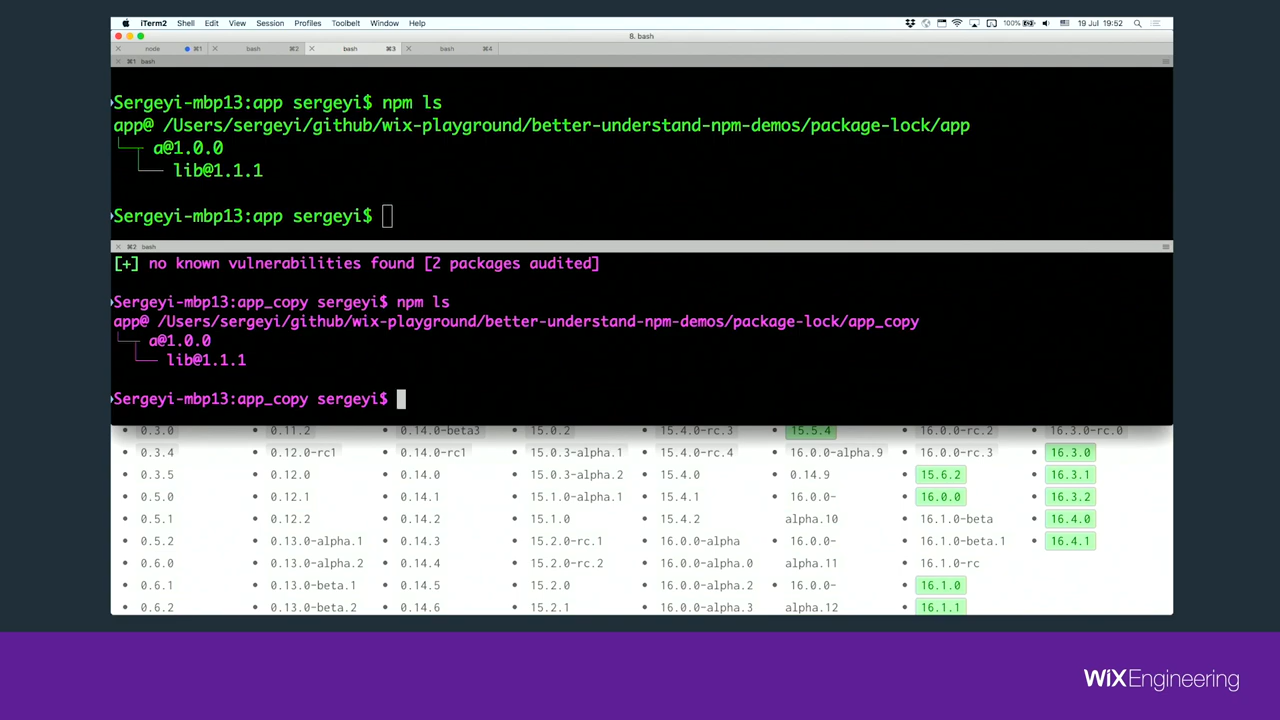 iTerm2 Shell Edit View Session Profiles Toolbelt Window Help 100% 19 Jul 19:52
8. bash
node ⌘1 bash ⌘2 bash ⌘3 bash ⌘4
⌘1 bash
Sergeyi-mbp13:app sergeyi$ npm ls
app@ /Users/sergeyi/github/wix-playground/better-understand-npm-demos/package-lock/app
└── a@1.0.0
└── lib@1.1.1
Sergeyi-mbp13:app sergeyi$
⌘2 bash
[+] no known vulnerabilities found [2 packages audited]
Sergeyi-mbp13:app_copy sergeyi$ npm ls
app@ /Users/sergeyi/github/wix-playground/better-understand-npm-demos/package-lock/app_copy
└── a@1.0.0
└── lib@1.1.1
Sergeyi-mbp13:app_copy sergeyi$
0.3.0 0.11.2 0.14.0-beta3 15.0.2 15.4.0-rc.3 15.5.4 16.0.0-rc.2 16.3.0-rc.0
0.3.4 0.12.0-rc1 0.14.0-rc1 15.0.3-alpha.1 15.4.0-rc.4 16.0.0-alpha.9 16.0.0-rc.3 16.3.0
0.3.5 0.12.0 0.14.0 15.0.3-alpha.2 15.4.0 0.14.9 15.6.2 16.3.1
0.5.0 0.12.1 0.14.1 15.1.0-alpha.1 15.4.1 16.0.0- 16.0.0 16.3.2
0.5.1 0.12.2 0.14.2 15.1.0 15.4.2 alpha.10 16.1.0-beta 16.4.0
0.5.2 0.13.0-alpha.1 0.14.3 15.2.0-rc.1 16.0.0-alpha 16.0.0- 16.1.0-beta.1 16.4.1
0.6.0 0.13.0-alpha.2 0.14.4 15.2.0-rc.2 16.0.0-alpha.0 alpha.11 16.1.0-rc
0.6.1 0.13.0-beta.1 0.14.5 15.2.0 16.0.0-alpha.2 16.0.0- 16.1.0
0.6.2 0.13.0-beta.2 0.14.6 15.2.1 16.0.0-alpha.3 alpha.12 16.1.1
WiXEngineering